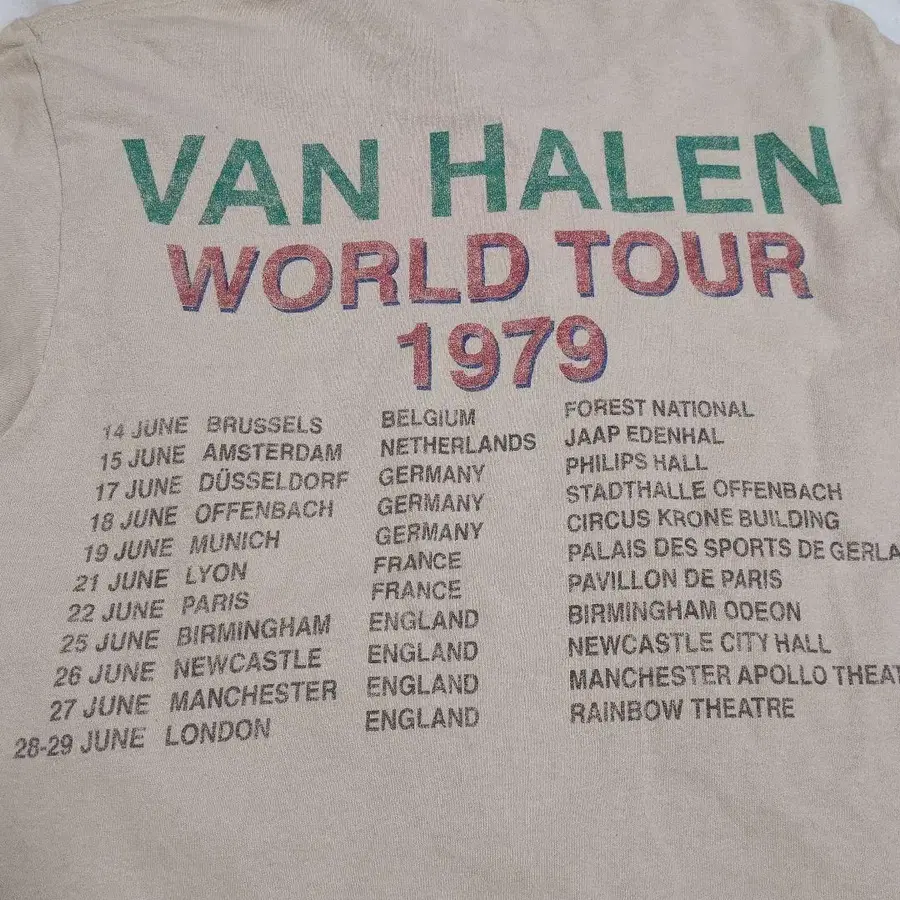 VAN HALEN
WORLD TOUR
1979
14 JUNE BRUSSELS BELGIUM FOREST NATIONAL
15 JUNE AMSTERDAM NETHERLANDS JAAP EDENHAL
17 JUNE DÜSSELDORF GERMANY PHILIPS HALL
18 JUNE OFFENBACH GERMANY STADTHALLE OFFENBACH
19 JUNE MUNICH GERMANY CIRCUS KRONE BUILDING
21 JUNE LYON FRANCE PALAIS DES SPORTS DE GERLA
22 JUNE PARIS FRANCE PAVILLON DE PARIS
25 JUNE BIRMINGHAM ENGLAND BIRMINGHAM ODEON
26 JUNE NEWCASTLE ENGLAND NEWCASTLE CITY HALL
27 JUNE MANCHESTER ENGLAND MANCHESTER APOLLO THEAT
28-29 JUNE LONDON ENGLAND RAINBOW THEATRE